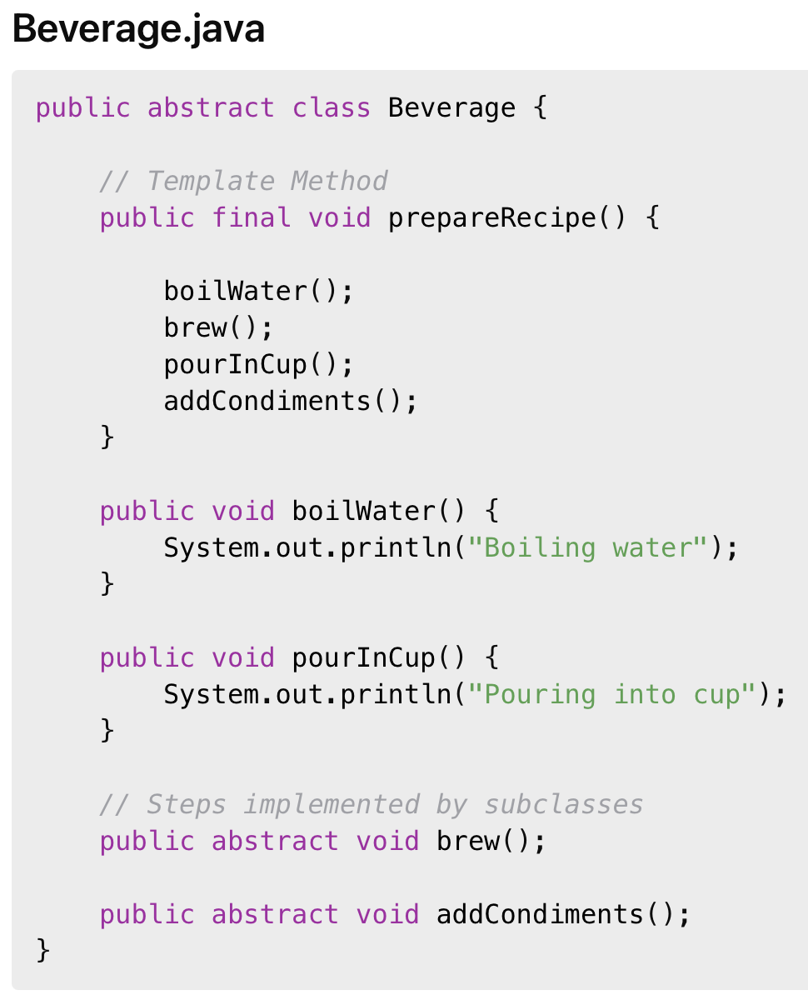 Beverage.java
public abstract class Beverage {
// Template Method
public final void prepareRecipe() {
boilWater();
brew();
pourInCup();
addCondiments();
}
public void boilWater() {
System.out.println("Boiling water");
}
public void pourInCup() {
System.out.println("Pouring into cup");
}
// Steps implemented by subclasses
public abstract void brew();
public abstract void addCondiments();
}